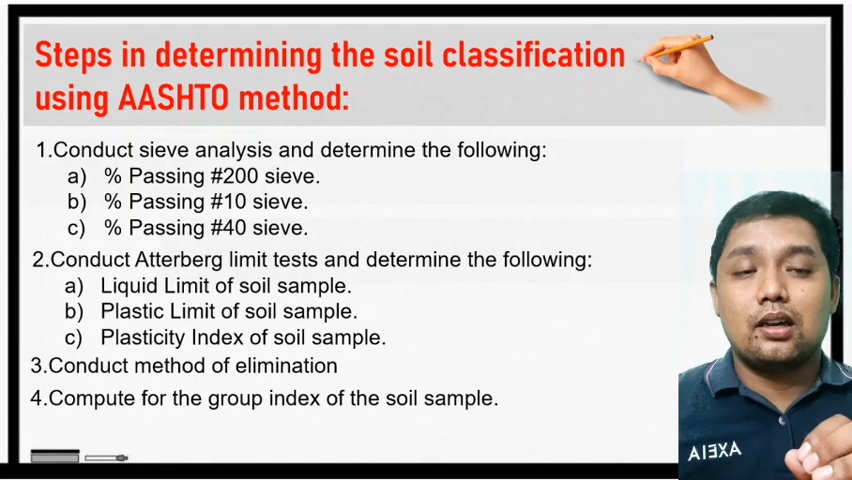 Steps in determining the soil classification
using AASHTO method:
1.Conduct sieve analysis and determine the following:
a) % Passing #200 sieve.
b) % Passing #10 sieve.
c) % Passing #40 sieve.
2.Conduct Atterberg limit tests and determine the following:
a) Liquid Limit of soil sample.
b) Plastic Limit of soil sample.
c) Plasticity Index of soil sample.
3.Conduct method of elimination
4.Compute for the group index of the soil sample.
AXEIA